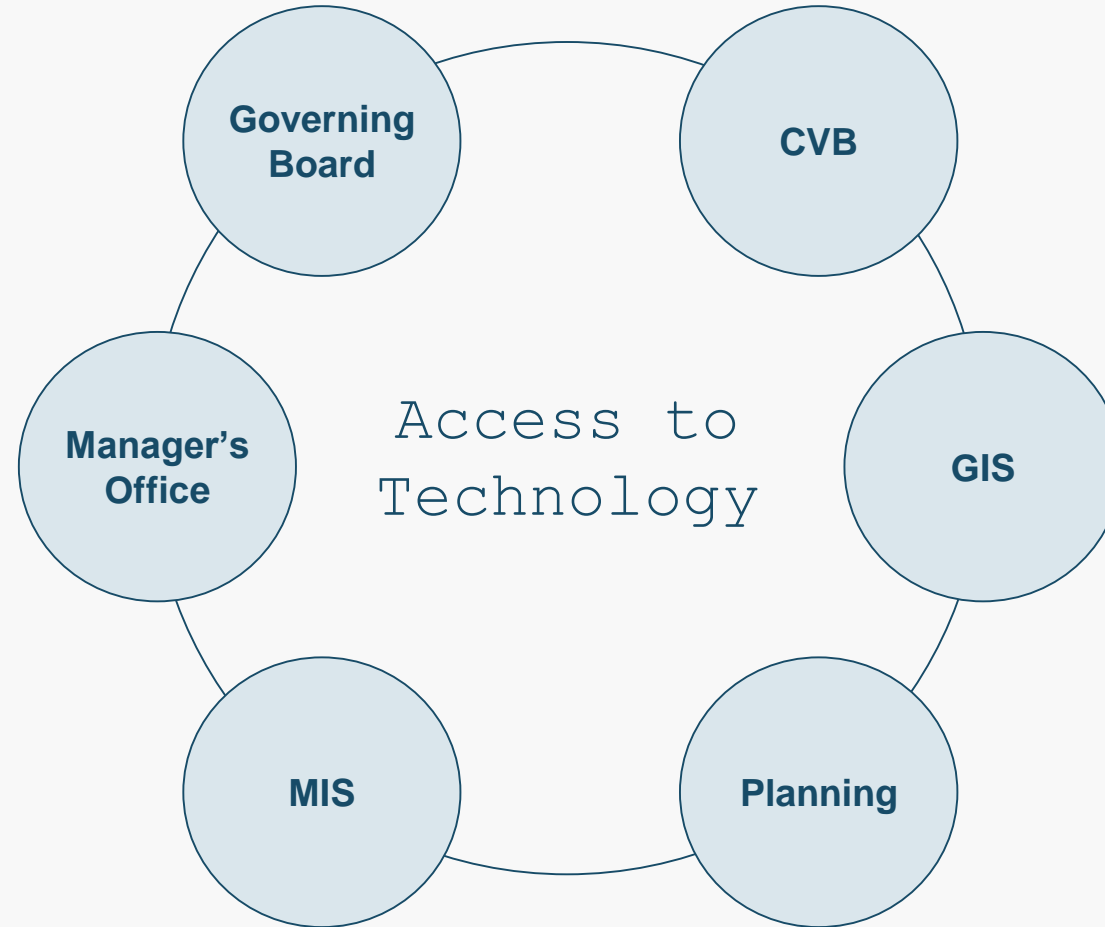 Governing
Board
CVB
Manager’s
Office
Access to
Technology
GIS
MIS
Planning